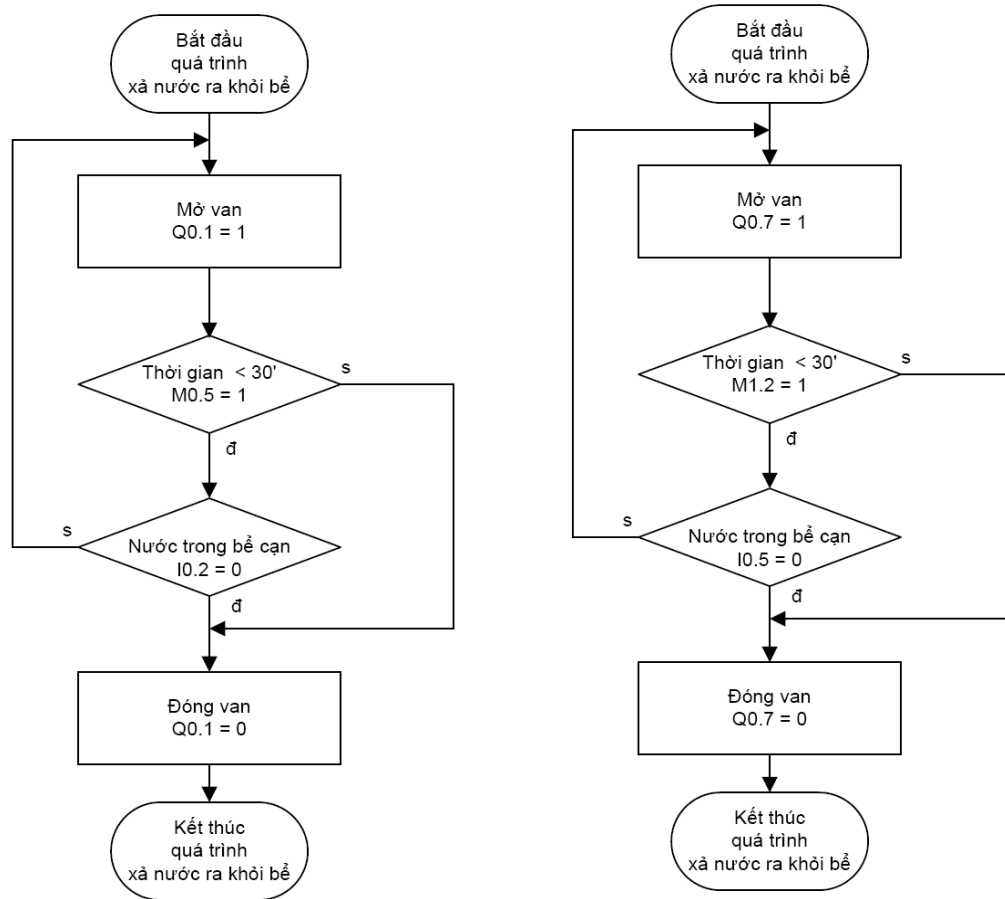 Bắt đầu
quá trình
xả nước ra khỏi bể
Mở van
Q0.1 = 1
Thời gian < 30'
M0.5 = 1
s
đ
Nước trong bể cạn
I0.2 = 0
s
đ
Đóng van
Q0.1 = 0
Kết thúc
quá trình
xả nước ra khỏi bể
Bắt đầu
quá trình
xả nước ra khỏi bể
Mở van
Q0.7 = 1
Thời gian < 30'
M1.2 = 1
s
đ
Nước trong bể cạn
I0.5 = 0
s
đ
Đóng van
Q0.7 = 0
Kết thúc
quá trình
xả nước ra khỏi bể